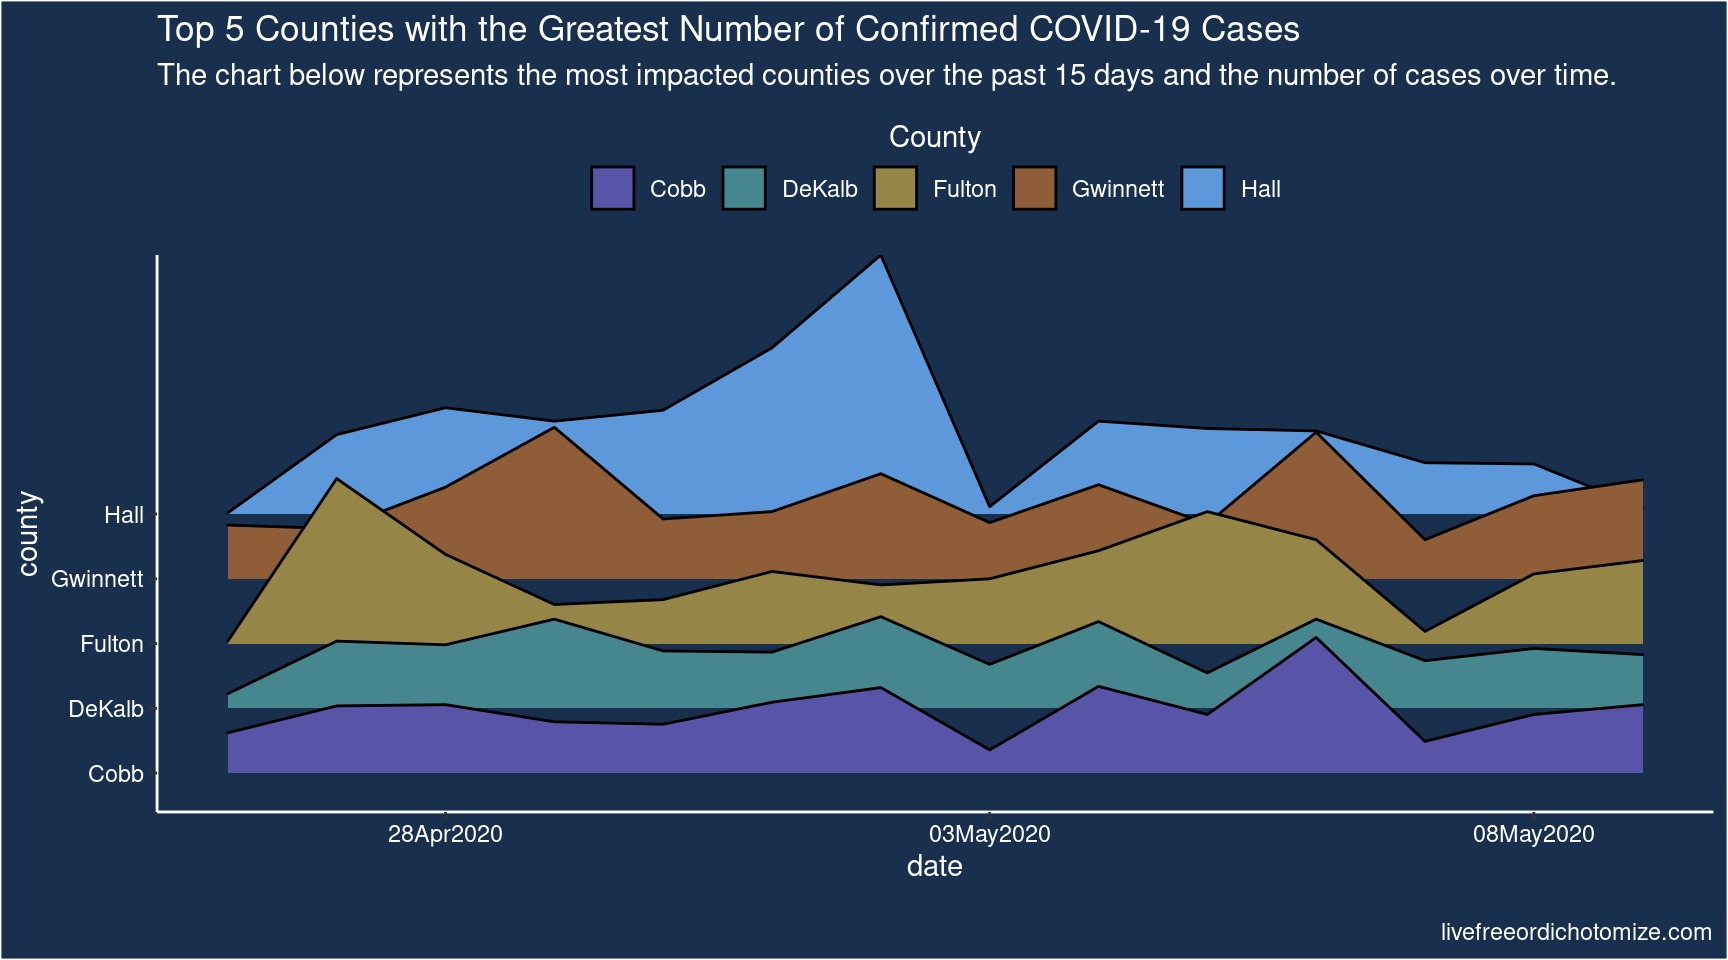 Top 5 Counties with the Greatest Number of Confirmed COVID-19 Cases
The chart below represents the most impacted counties over the past 15 days and the number of cases over time.
County
Cobb DeKalb Fulton Gwinnett Hall
county
Hall
Gwinnett
Fulton
DeKalb
Cobb
28Apr2020 03May2020 08May2020
date
livefreeordichotomize.com